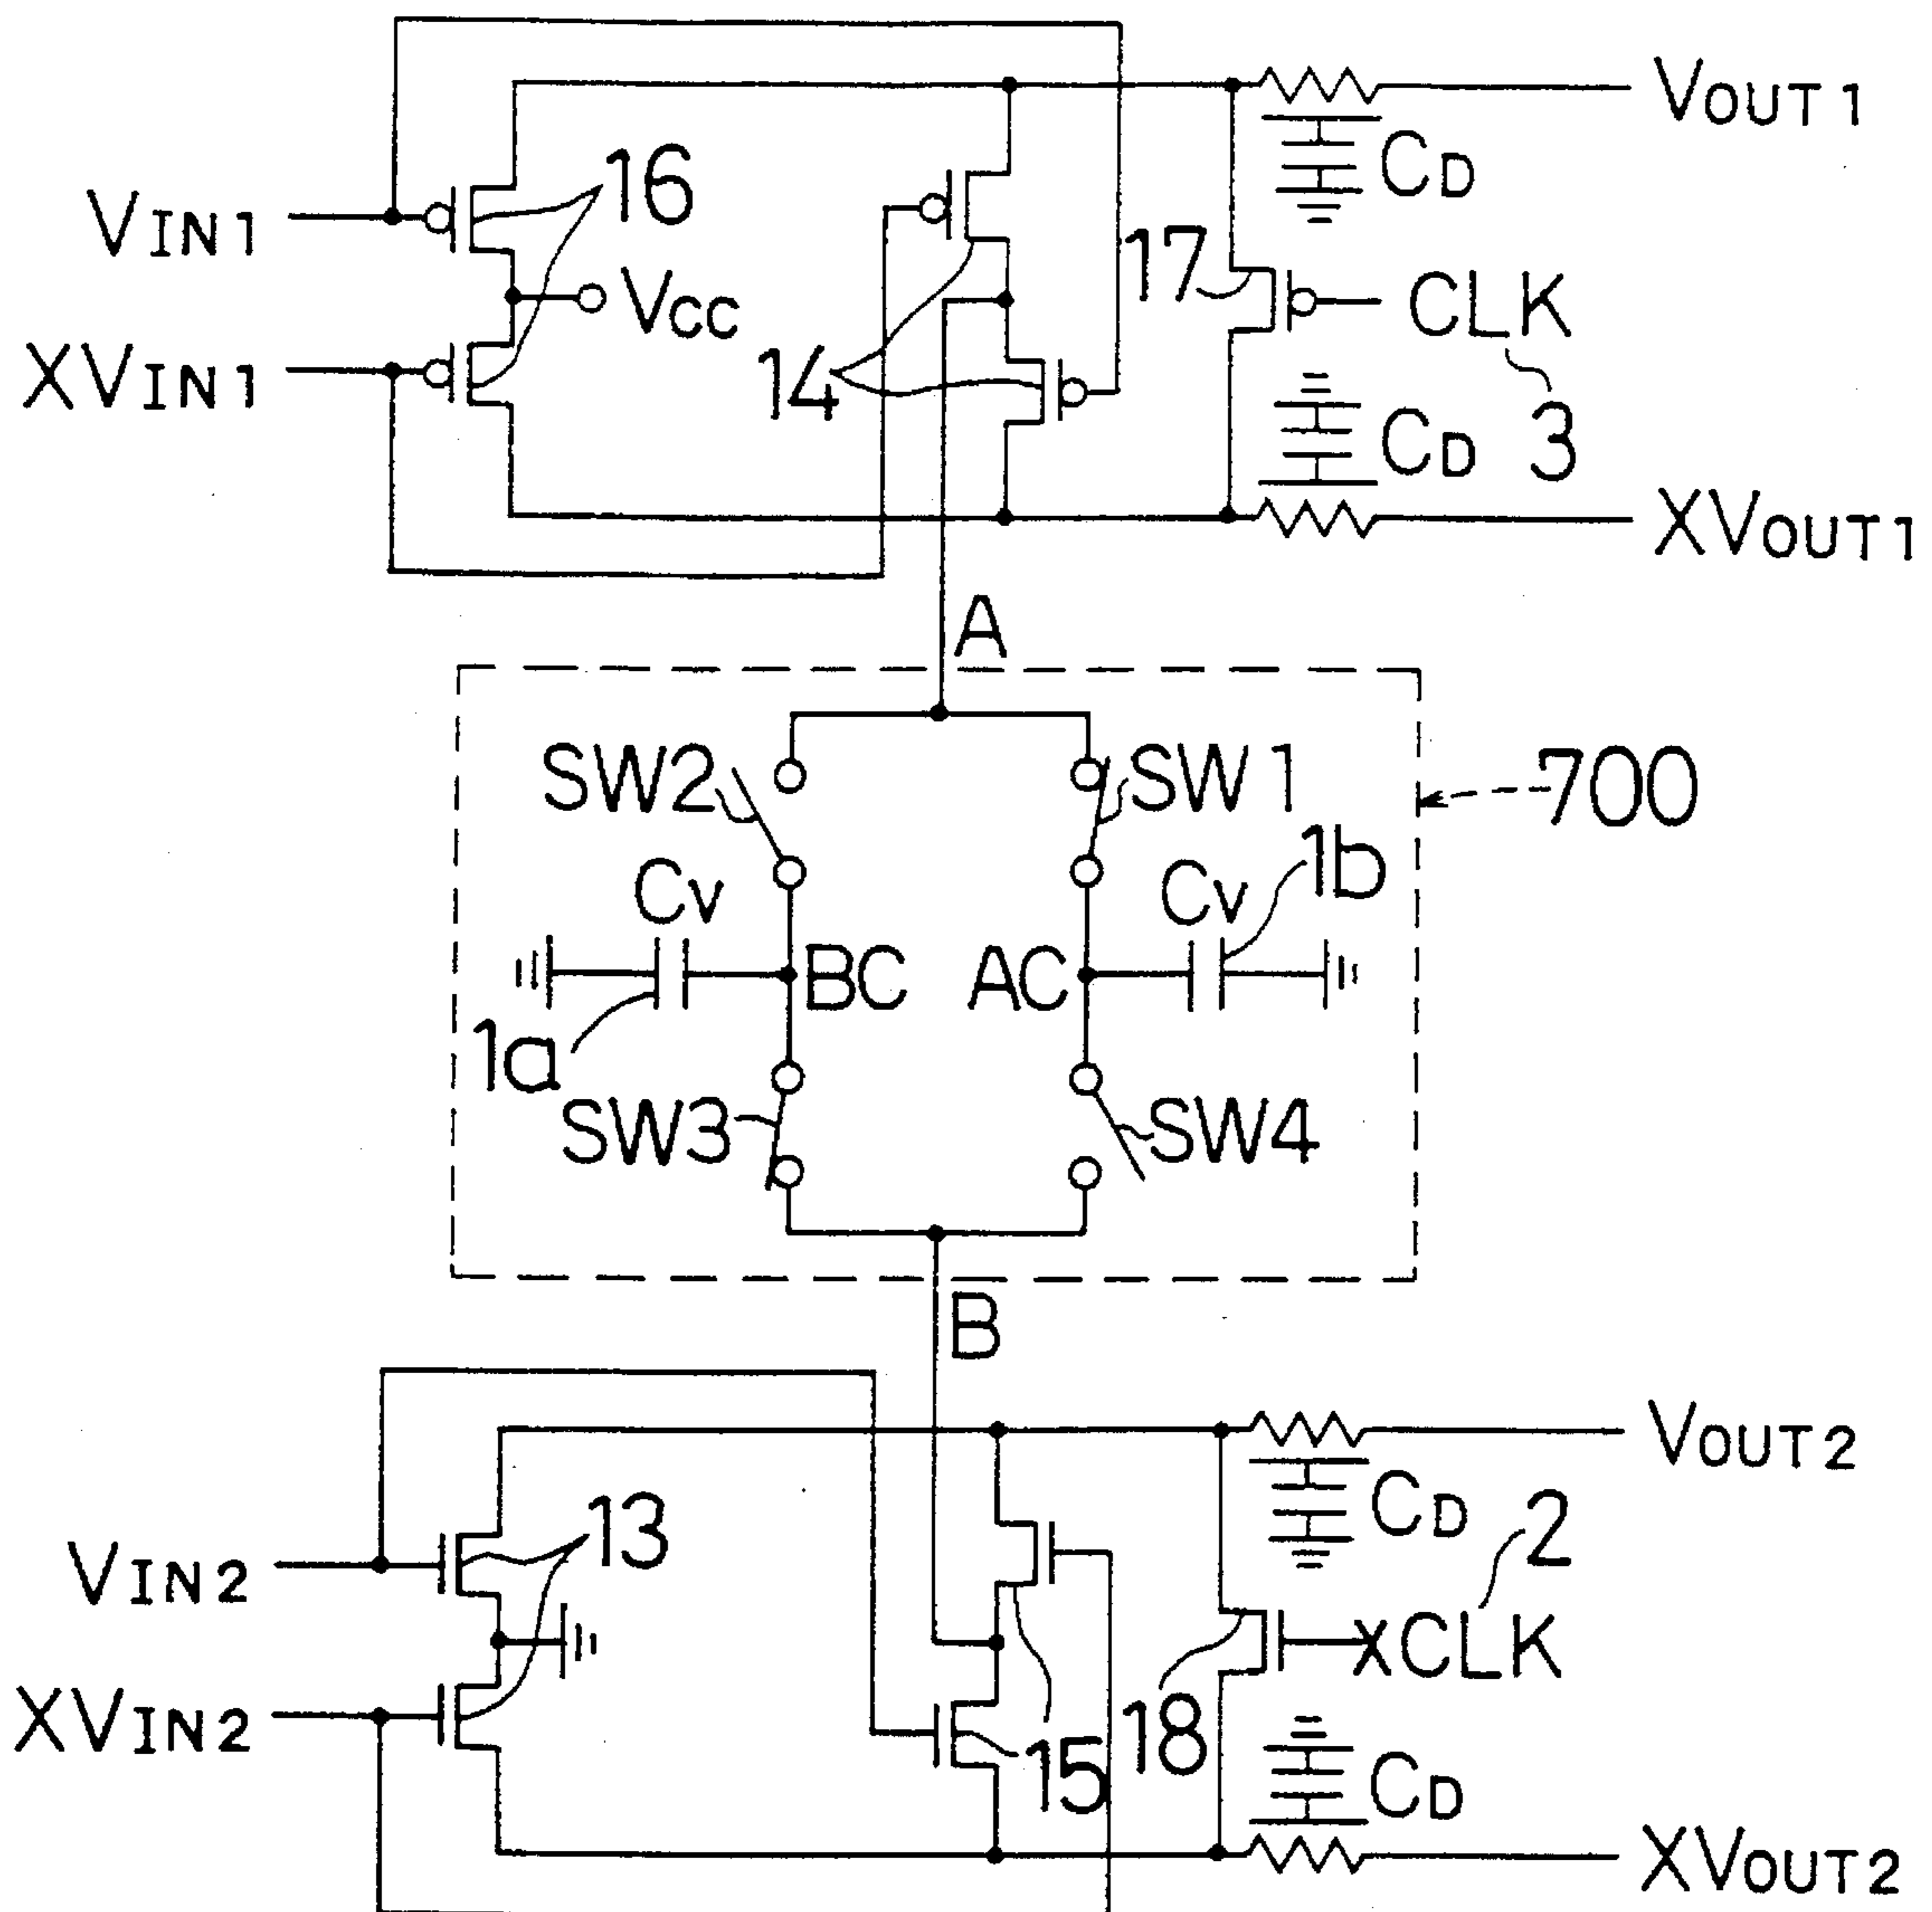 VOUT1
CD
16
VIN1
17
VCC
CLK
XVIN1
14
CD
3
XVOUT1
A
SW2
SW1
700
CV
CV
1b
BC
AC
1a
SW3
SW4
B
VOUT2
CD
2
13
VIN2
XCLK
XVIN2
18
15
CD
XVOUT2